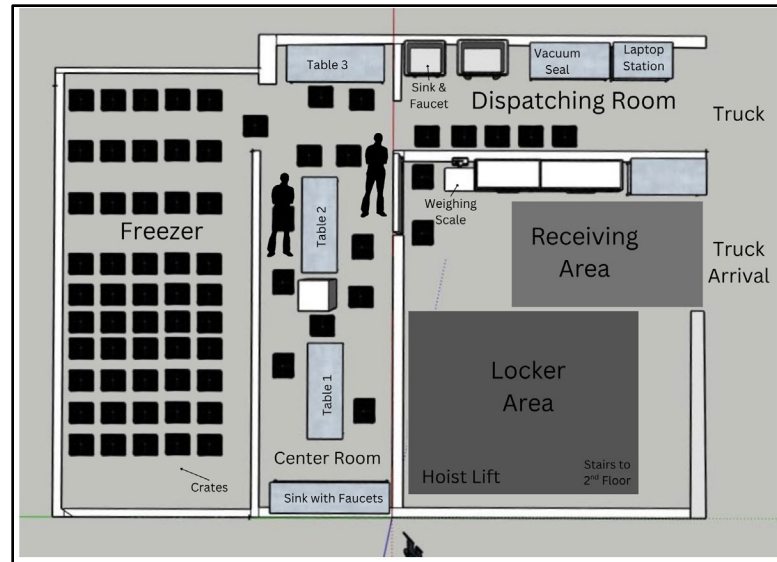 Table 3
Sink &
Faucet
Vacuum
Seal
Laptop
Station
Dispatching Room
Truck
Freezer
Table 2
Weighing
Scale
Receiving
Area
Truck
Arrival
Locker
Area
Table 1
Center Room
Crates
Sink with Faucets
Hoist Lift
Stairs to
2nd Floor